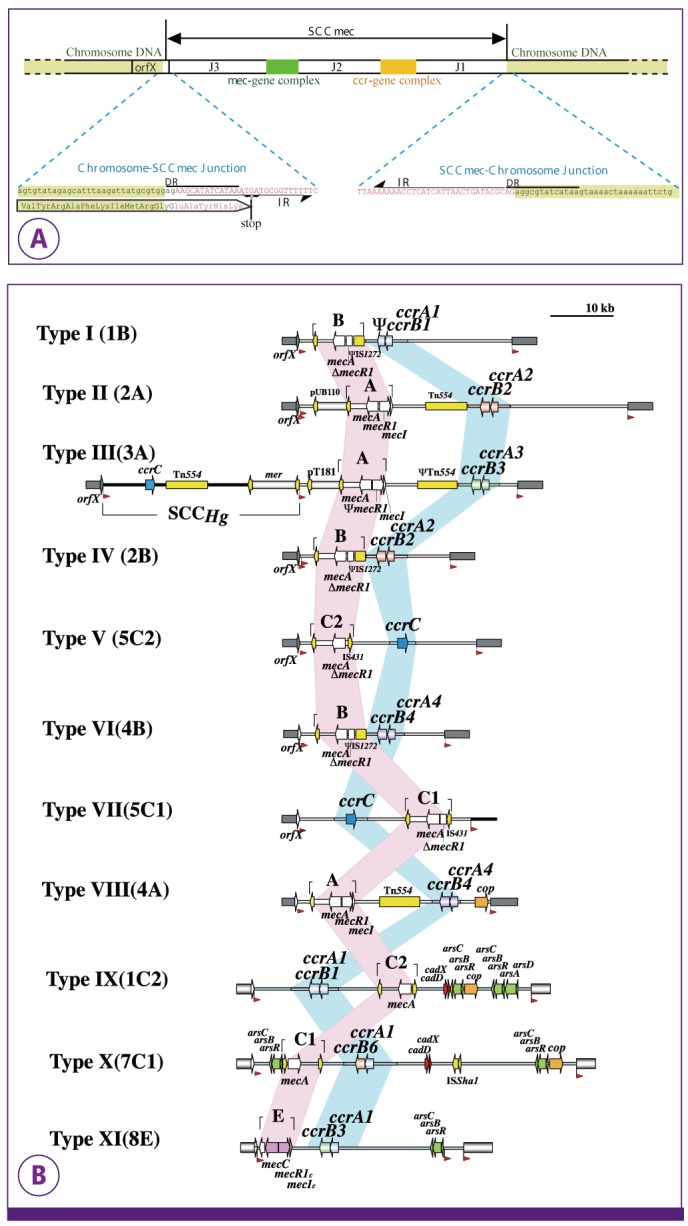 SCC mec
Chromosome DNA
Chromosome DNA
orfX
J3
J2
J1
mec-gene complex
ccr-gene complex
Chromosome-SCCmec Junction
SCCmec-Chromosome Junction
DR
IR
DR
agtgtatagagcatttaagattatgcgtggagAAGCATATCATAAATGATGCGGTTTTTTC
TTAAAAAAACCTCATCATTAACTGATACGCAGaggcgtatcataagtaaaactaaaaaattctg
ValTyrArgAlaPheLysIleMetArgGlyGluAlaTyrHisLys
IR
stop
A
10 kb
Type I (1B)
B
ccrA1
ΨccrB1
ΨIS1272
orfX
mecA
ΔmecR1
Type II (2A)
pUB110
A
Tn554
ccrA2
ccrB2
orfX
mecA
mecR1
mecI
Type III(3A)
ccrC
Tn554
mer
pT181
A
ΨTn554
ccrA3
ccrB3
orfX
mecA
ΨmecR1
mecI
SCCHg
Type IV (2B)
B
ccrA2
ccrB2
ΨIS1272
orfX
mecA
ΔmecR1
Type V (5C2)
C2
ccrC
IS431
orfX
mecA
ΔmecR1
Type VI(4B)
B
ccrA4
ccrB4
ΨIS1272
orfX
mecA
ΔmecR1
Type VII(5C1)
ccrC
C1
orfX
mecA
IS431
ΔmecR1
Type VIII(4A)
A
Tn554
ccrA4
ccrB4
cop
mecA
mecR1
mecI
Type IX(1C2)
ccrA1
ccrB1
C2
cadX
cadD
arsC
arsB
arsR
cop
arsC
arsB
arsR
arsD
arsA
mecA
Type X(7C1)
arsC
arsB
arsR
C1
ccrA1
ccrB6
cadX
cadD
arsC
arsB
arsR
cop
mecA
ISSha1
Type XI(8E)
E
ccrA1
ccrB3
arsC
arsB
arsR
mecC
mecR1c
mecIc
B